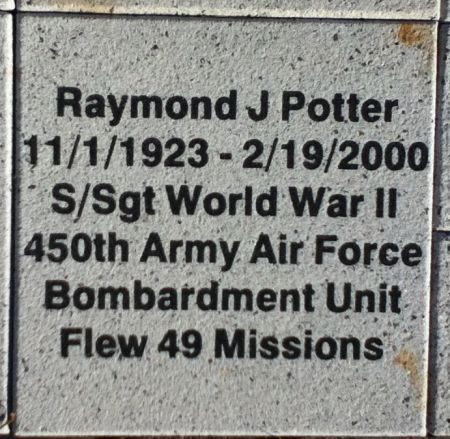 Raymond J Potter
11/1/1923 - 2/19/2000
S/Sgt World War II
450th Army Air Force
Bombardment Unit
Flew 49 Missions